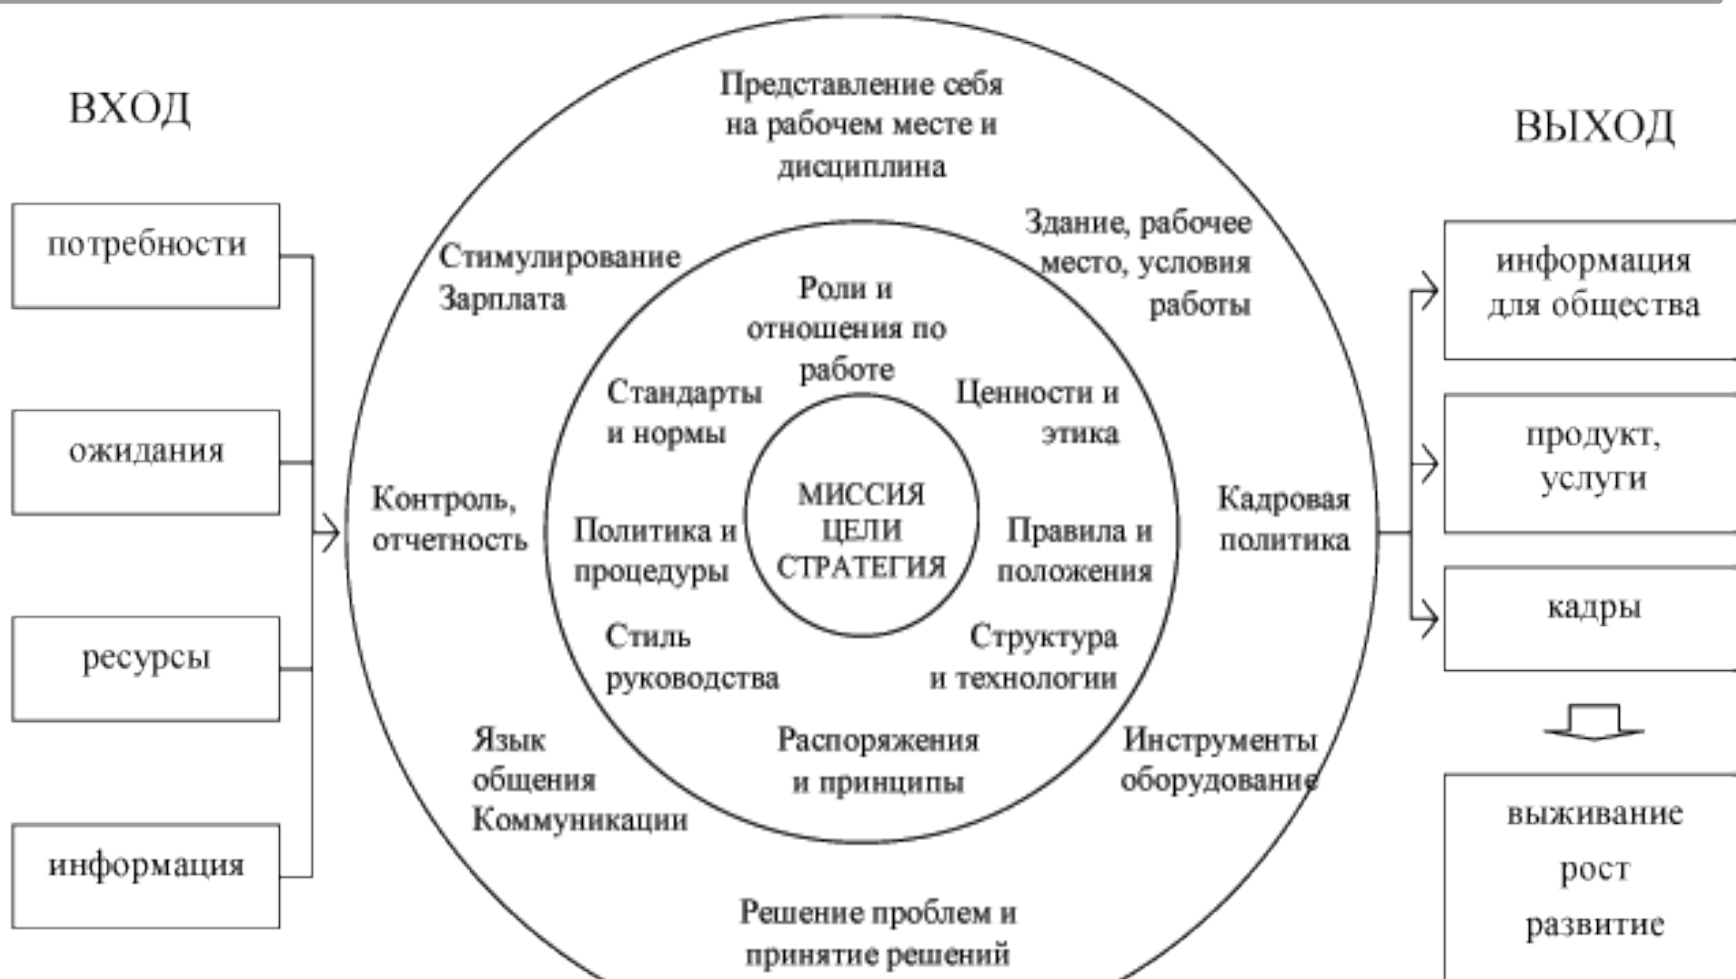 ВХОД
потребности
ожидания
ресурсы
информация
Представление себя
на рабочем месте и
дисциплина
Стимулирование
Зарплата
Здание, рабочее
место, условия
работы
Контроль,
отчетность
Кадровая
политика
Язык
общения
Коммуникации
Инструменты
оборудование
Решение проблем и
принятие решений
Роли и
отношения по
работе
Стандарты
и нормы
Ценности и
этика
Политика и
процедуры
Правила и
положения
Стиль
руководства
Структура
и технологии
Распоряжения
и принципы
МИССИЯ
ЦЕЛИ
СТРАТЕГИЯ
ВЫХОД
информация
для общества
продукт,
услуги
кадры
выживание
рост
развитие